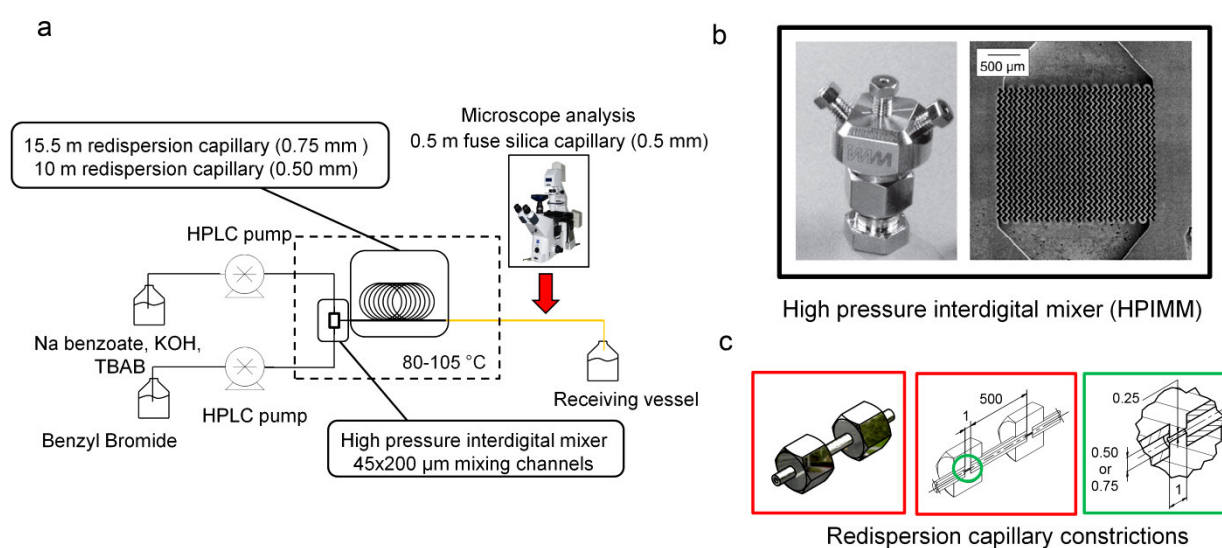 a
Microscope analysis
0.5 m fuse silica capillary (0.5 mm)
15.5 m redispersion capillary (0.75 mm )
10 m redispersion capillary (0.50 mm)
HPLC pump
Na benzoate, KOH,
TBAB
80-105 °C
HPLC pump
Benzyl Bromide
Receiving vessel
High pressure interdigital mixer
45x200 µm mixing channels
b
500 µm
High pressure interdigital mixer (HPIMM)
c
1
500
0.25
0.50
or
0.75
1
Redispersion capillary constrictions